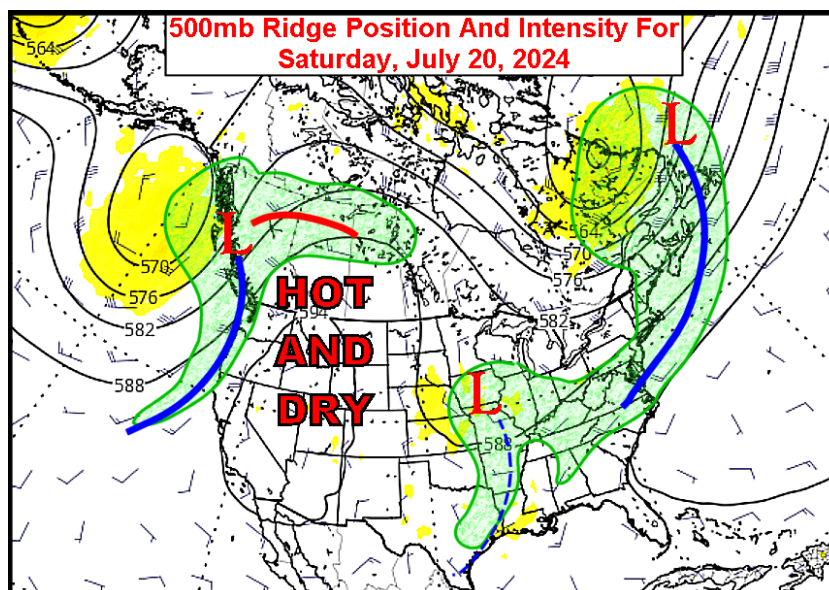 500mb Ridge Position And Intensity For
Saturday, July 20, 2024
564
L
L
564
570
570
576
576
HOT
594
582
582
AND
588
L
DRY
588